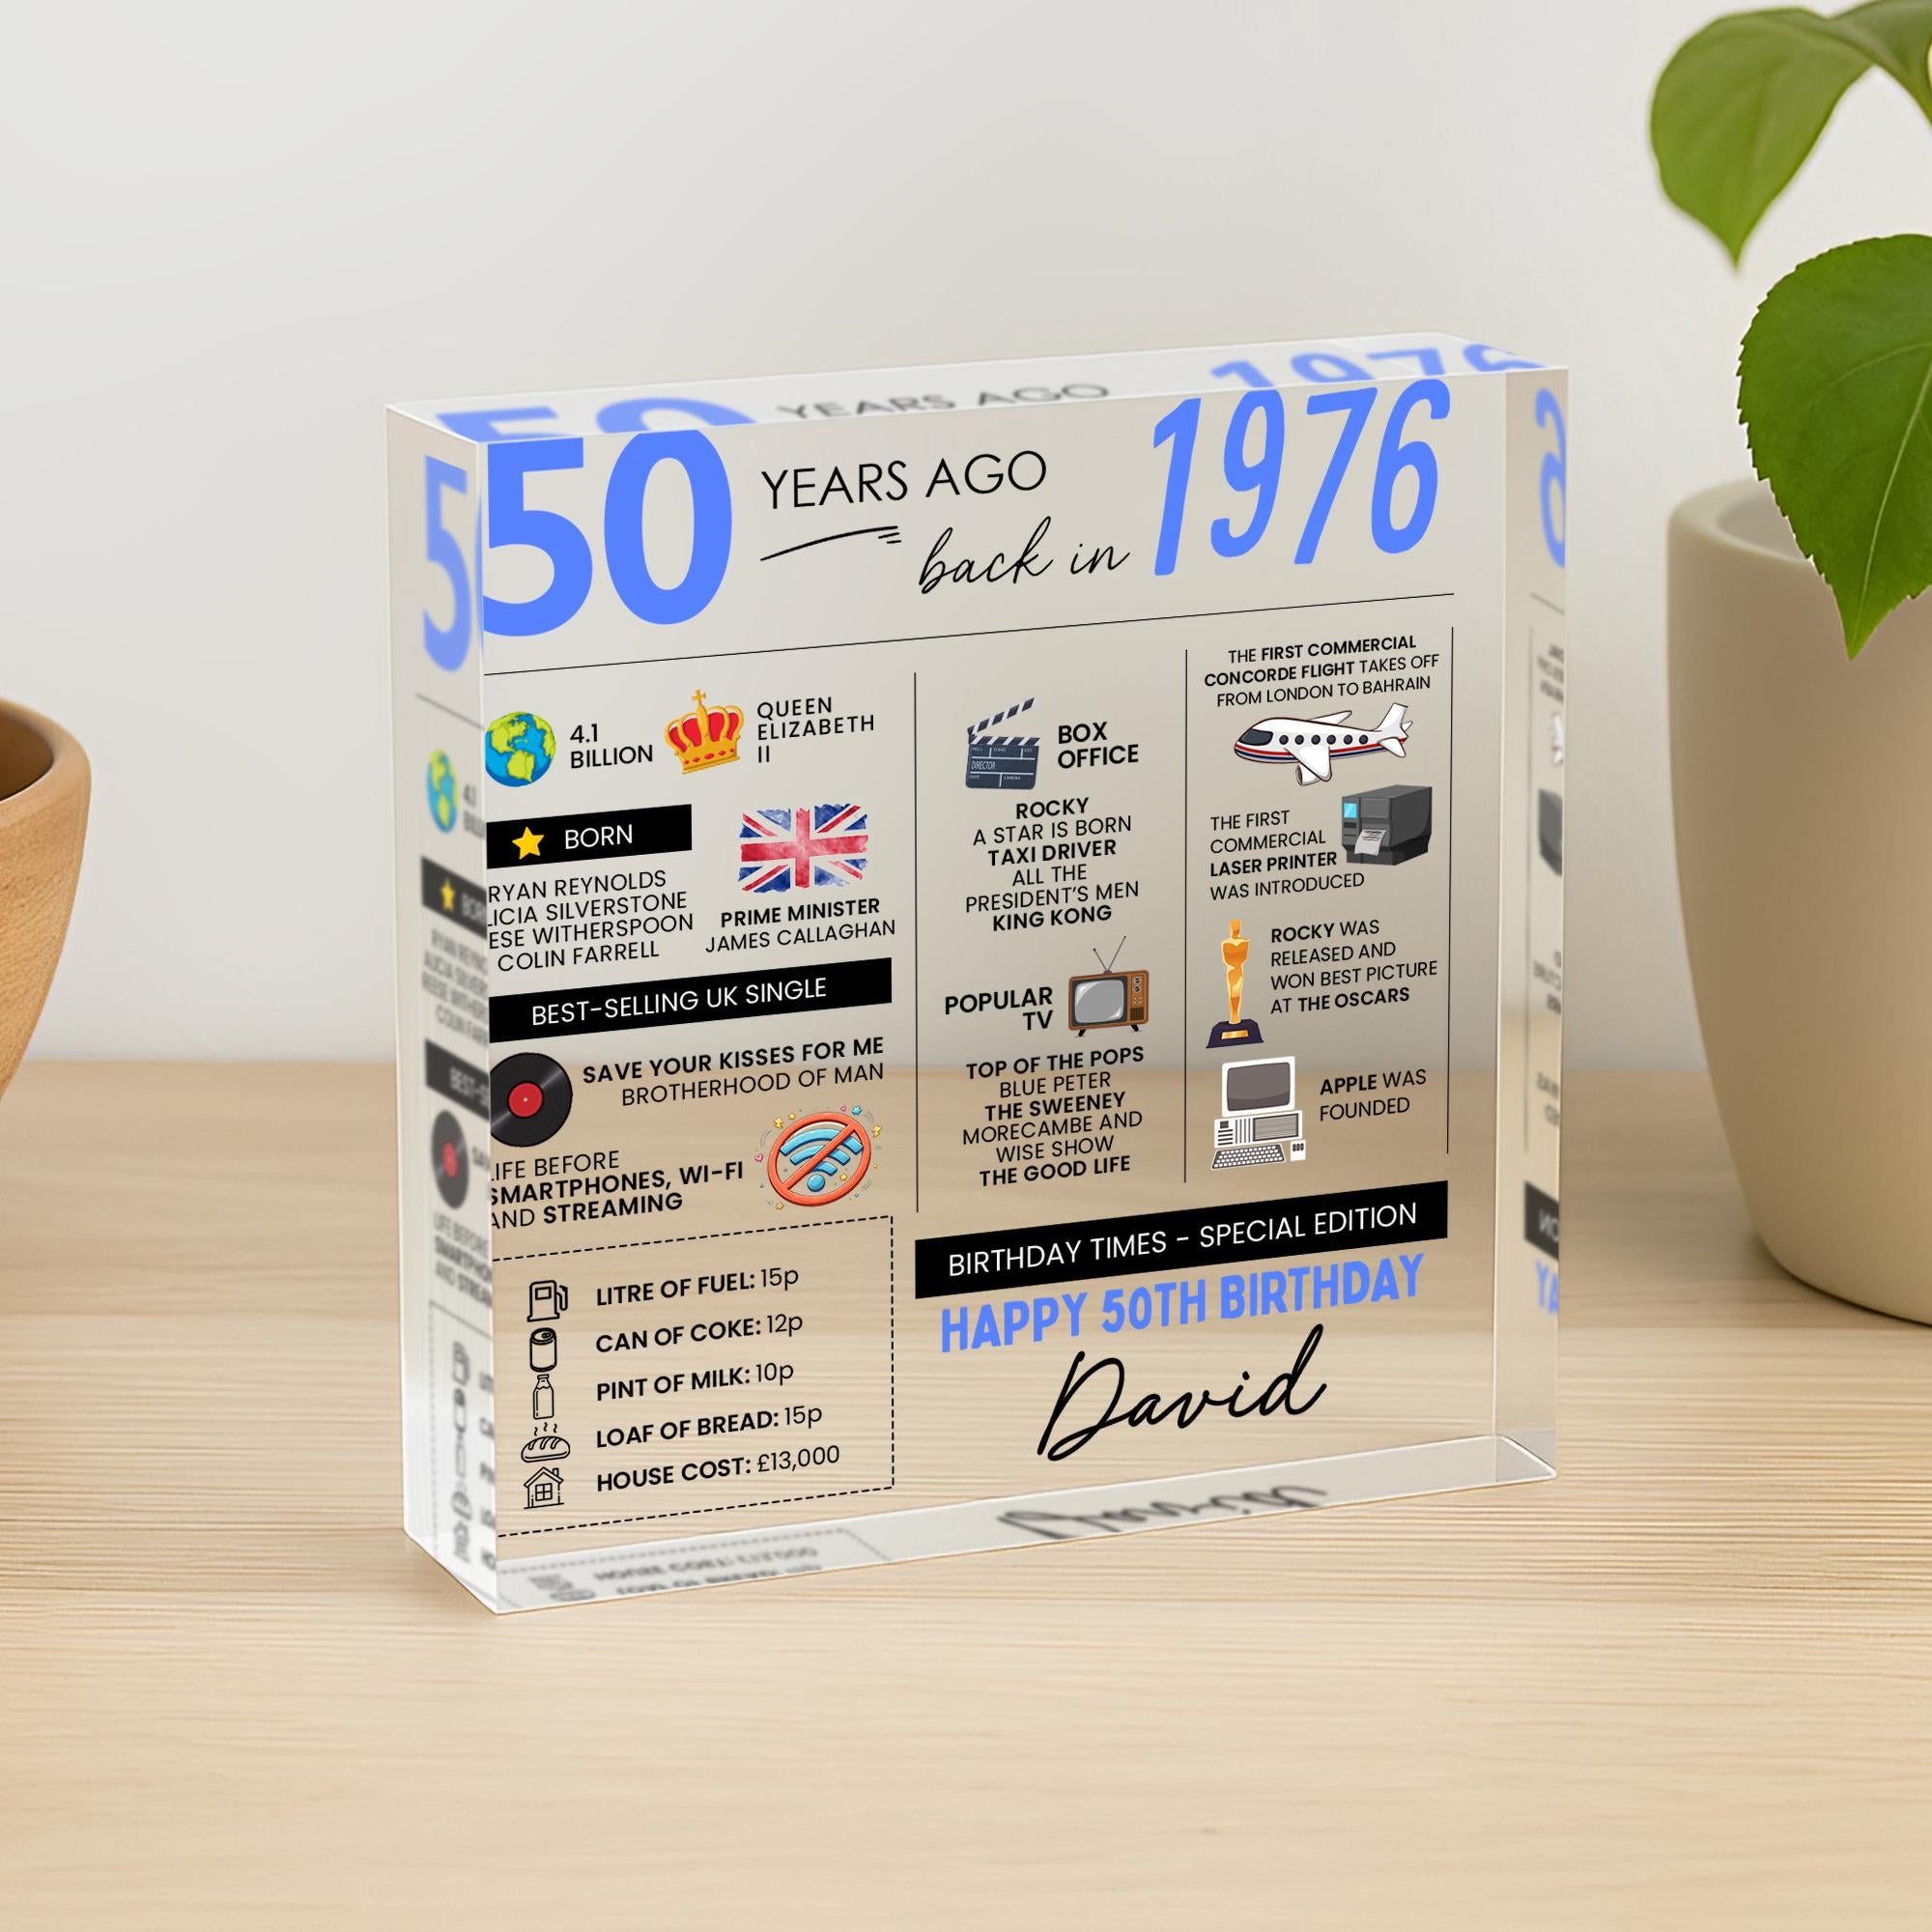 50 YEARS AGO
back in 1976
4.1
BILLION
QUEEN
ELIZABETH
II
BORN
RYAN REYNOLDS
LICIA SILVERSTONE
ESE WITHERSPOON
COLIN FARRELL
PRIME MINISTER
JAMES CALLAGHAN
BEST-SELLING UK SINGLE
SAVE YOUR KISSES FOR ME
BROTHERHOOD OF MAN
LIFE BEFORE
SMARTPHONES, WI-FI
AND STREAMING
LITRE OF FUEL: 15p
CAN OF COKE: 12p
PINT OF MILK: 10p
LOAF OF BREAD: 15p
HOUSE COST: £13,000
DIRECTOR
BOX
OFFICE
ROCKY
A STAR IS BORN
TAXI DRIVER
ALL THE
PRESIDENT'S MEN
KING KONG
POPULAR
TV
TOP OF THE POPS
BLUE PETER
THE SWEENEY
MORECAMBE AND
WISE SHOW
THE GOOD LIFE
THE FIRST COMMERCIAL
CONCORDE FLIGHT TAKES OFF
FROM LONDON TO BAHRAIN
THE FIRST
COMMERCIAL
LASER PRINTER
WAS INTRODUCED
ROCKY WAS
RELEASED AND
WON BEST PICTURE
AT THE OSCARS
APPLE WAS
FOUNDED
BIRTHDAY TIMES - SPECIAL EDITION
HAPPY 50TH BIRTHDAY
David